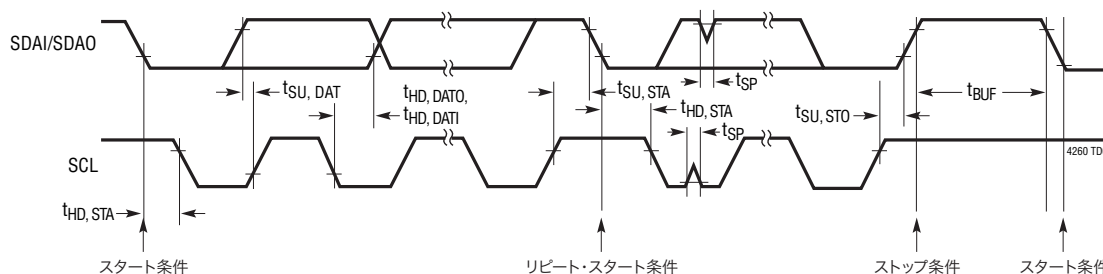 SDAI/SDAO
tSU, DAT
tHD, DATO,
tHD, DATI
tSU, STA
tHD, STA
tSP
tSP
tSU, STO
tBUF
SCL
4260 TD
tHD, STA
スタート条件
リピート・スタート条件
ストップ条件
スタート条件